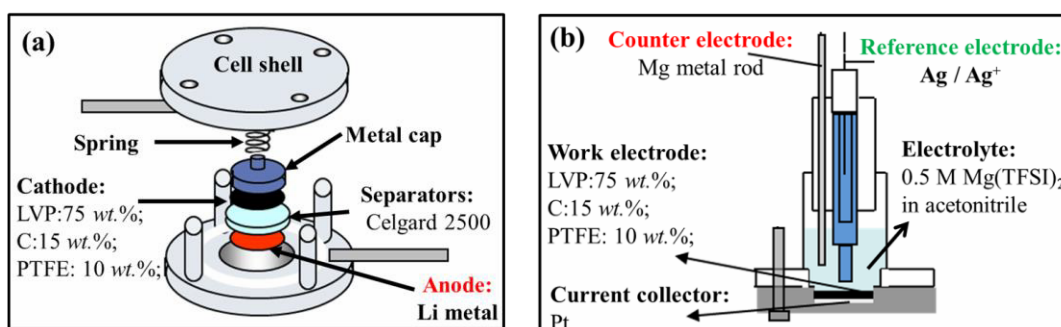 (a)
Cell shell
Spring
Metal cap
Cathode:
LVP:75 wt.%;
C:15 wt.%;
PTFE: 10 wt.%;
Separators:
Celgard 2500
Anode:
Li metal
(b)
Counter electrode:
Mg metal rod
Reference electrode:
Ag / Ag⁺
Work electrode:
LVP:75 wt.%;
C:15 wt.%;
PTFE: 10 wt.%;
Electrolyte:
0.5 M Mg(TFSI)₂
in acetonitrile
Current collector:
Pt